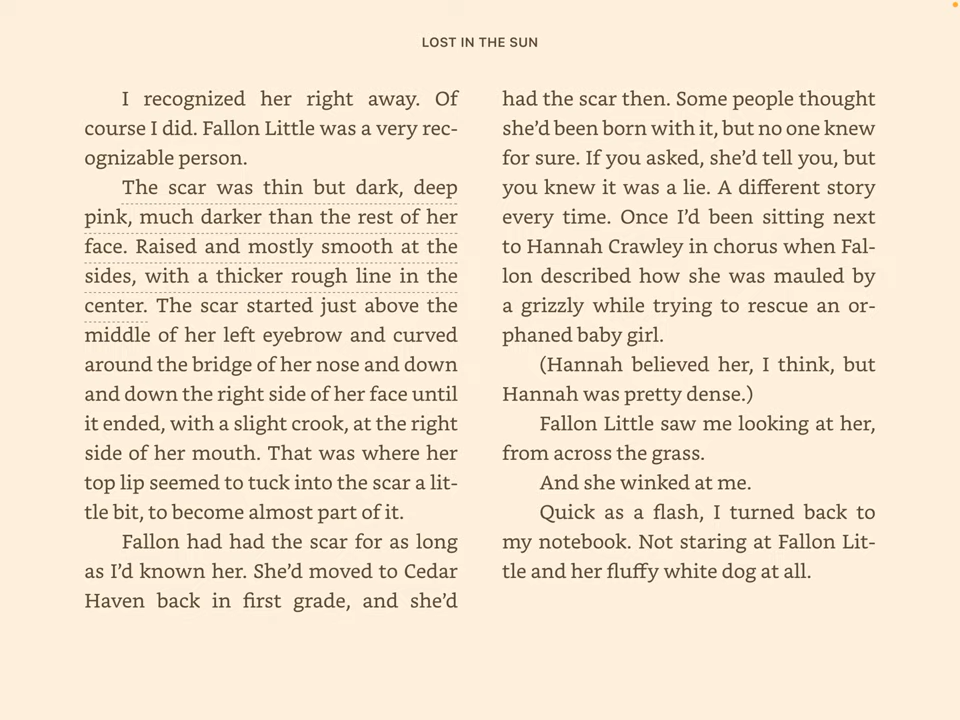 LOST IN THE SUN
I recognized her right away. Of
course I did. Fallon Little was a very rec-
ognizable person.
The scar was thin but dark, deep
pink, much darker than the rest of her
face. Raised and mostly smooth at the
sides, with a thicker rough line in the
center. The scar started just above the
middle of her left eyebrow and curved
around the bridge of her nose and down
and down the right side of her face until
it ended, with a slight crook, at the right
side of her mouth. That was where her
top lip seemed to tuck into the scar a lit-
tle bit, to become almost part of it.
Fallon had had the scar for as long
as I’d known her. She’d moved to Cedar
Haven back in first grade, and she’d
had the scar then. Some people thought
she’d been born with it, but no one knew
for sure. If you asked, she’d tell you, but
you knew it was a lie. A different story
every time. Once I’d been sitting next
to Hannah Crawley in chorus when Fal-
lon described how she was mauled by
a grizzly while trying to rescue an or-
phaned baby girl.
(Hannah believed her, I think, but
Hannah was pretty dense.)
Fallon Little saw me looking at her,
from across the grass.
And she winked at me.
Quick as a flash, I turned back to
my notebook. Not staring at Fallon Lit-
tle and her fluffy white dog at all.